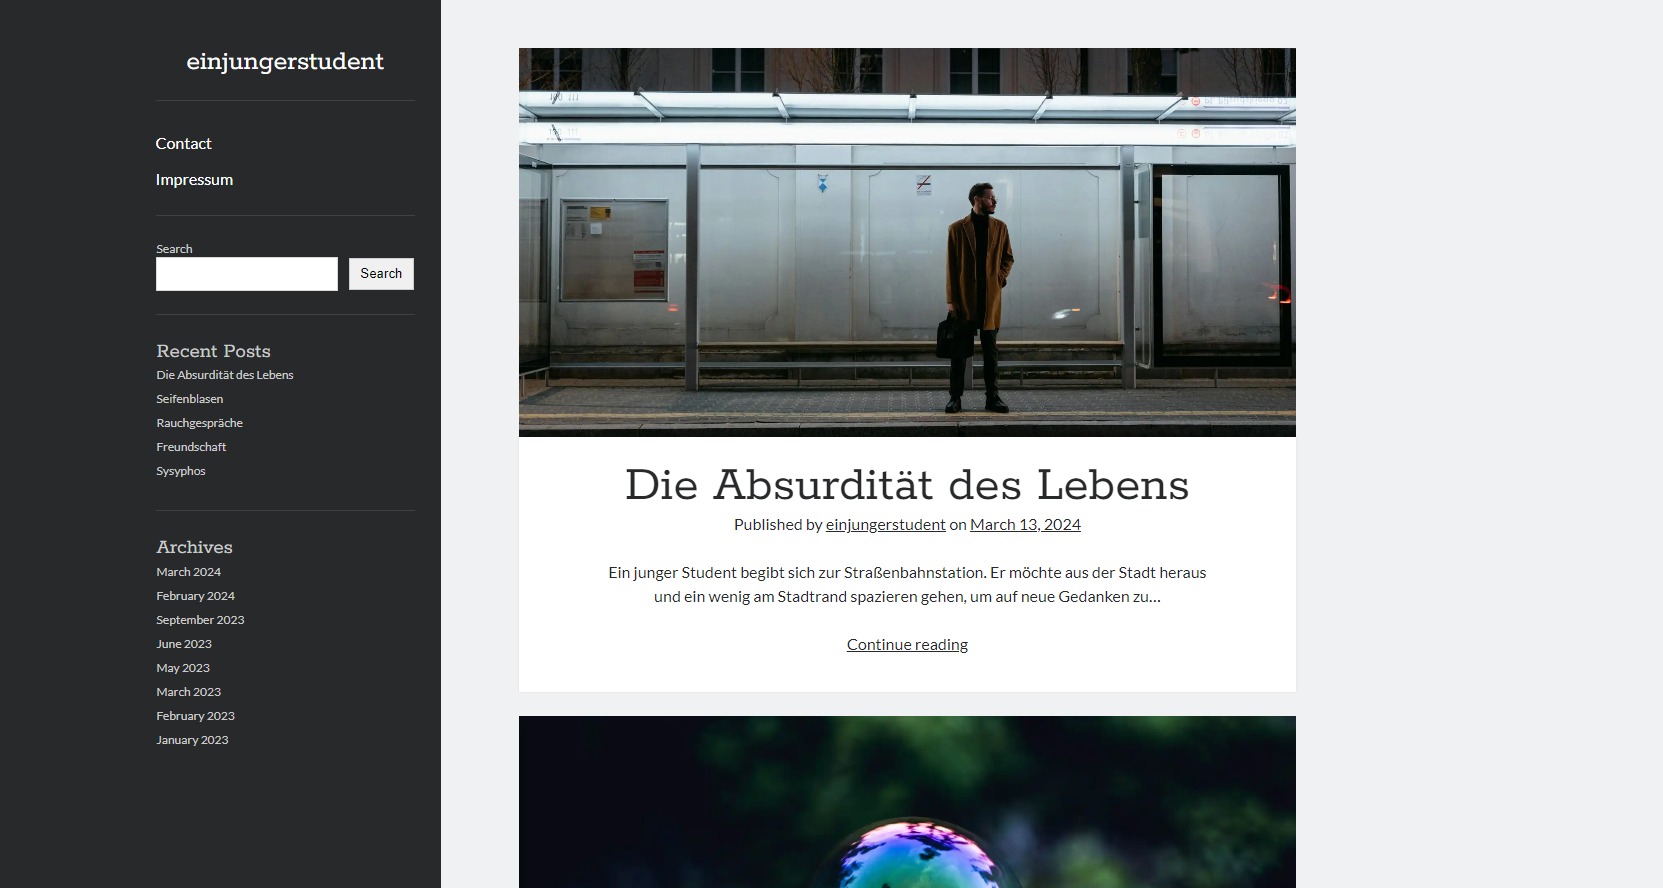 einjungerstudent
Contact
Impressum
Search
Search
Recent Posts
Die Absurdität des Lebens
Seifenblasen
Rauchgespräche
Freundschaft
Sysyphos
Archives
March 2024
February 2024
September 2023
June 2023
May 2023
March 2023
February 2023
January 2023
Die Absurdität des Lebens
Published by einjungerstudent on March 13, 2024
Ein junger Student begibt sich zur Straßenbahnstation. Er möchte aus der Stadt heraus
und ein wenig am Stadtrand spazieren gehen, um auf neue Gedanken zu…
Continue reading